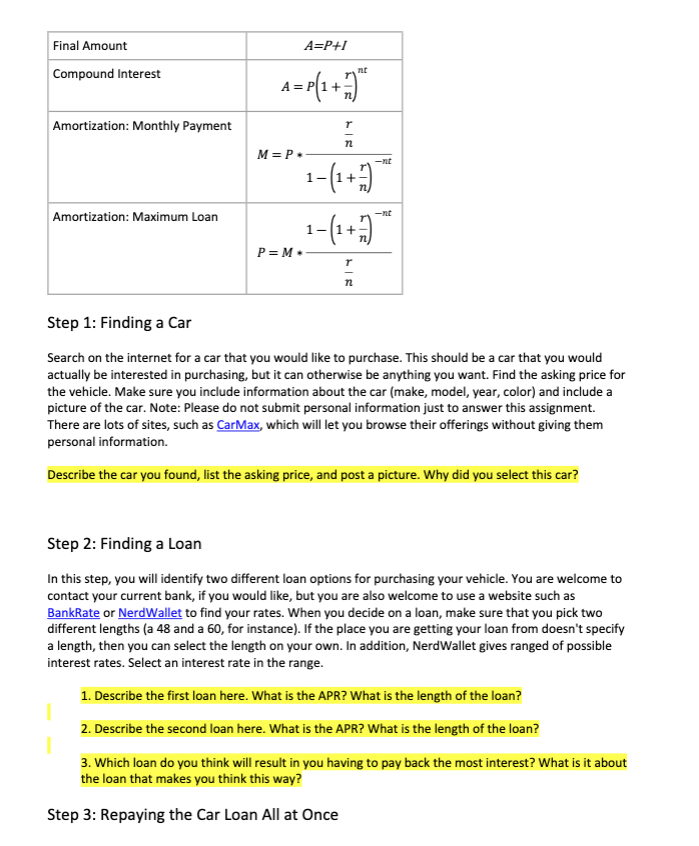 Final Amount A=P+I
Compound Interest A = P(1 + r/n)^nt
Amortization: Monthly Payment M = P * (r/n) / (1 − (1 + r/n)^−nt)
Amortization: Maximum Loan P = M * (1 − (1 + r/n)^−nt) / (r/n)
Step 1: Finding a Car
Search on the internet for a car that you would like to purchase. This should be a car that you would
actually be interested in purchasing, but it can otherwise be anything you want. Find the asking price for
the vehicle. Make sure you include information about the car (make, model, year, color) and include a
picture of the car. Note: Please do not submit personal information just to answer this assignment.
There are lots of sites, such as CarMax, which will let you browse their offerings without giving them
personal information.
Describe the car you found, list the asking price, and post a picture. Why did you select this car?
Step 2: Finding a Loan
In this step, you will identify two different loan options for purchasing your vehicle. You are welcome to
contact your current bank, if you would like, but you are also welcome to use a website such as
BankRate or NerdWallet to find your rates. When you decide on a loan, make sure that you pick two
different lengths (a 48 and a 60, for instance). If the place you are getting your loan from doesn't specify
a length, then you can select the length on your own. In addition, NerdWallet gives ranged of possible
interest rates. Select an interest rate in the range.
1. Describe the first loan here. What is the APR? What is the length of the loan?
2. Describe the second loan here. What is the APR? What is the length of the loan?
3. Which loan do you think will result in you having to pay back the most interest? What is it about
the loan that makes you think this way?
Step 3: Repaying the Car Loan All at Once